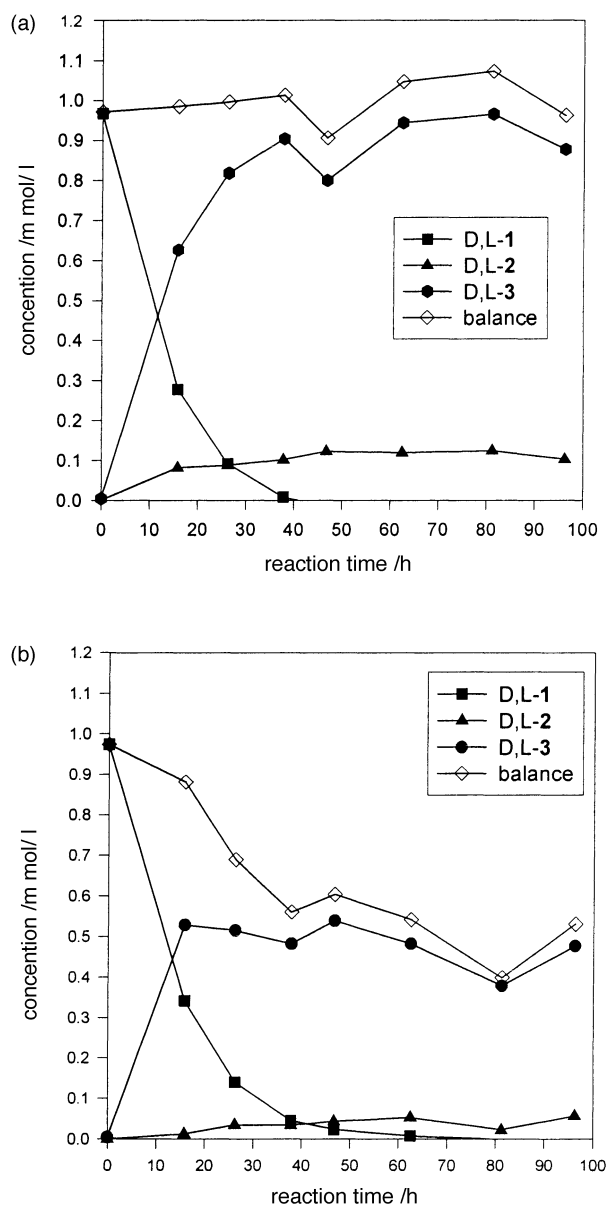 (a)
1.2
1.1
1.0
0.9
0.8
0.7
0.6
0.5
0.4
0.3
0.2
0.1
0.0
concention /m mol/ l
D,L-1
D,L-2
D,L-3
balance
0 10 20 30 40 50 60 70 80 90 100
reaction time /h
(b)
1.2
1.1
1.0
0.9
0.8
0.7
0.6
0.5
0.4
0.3
0.2
0.1
0.0
concention /m mol/ l
D,L-1
D,L-2
D,L-3
balance
0 10 20 30 40 50 60 70 80 90 100
reaction time /h